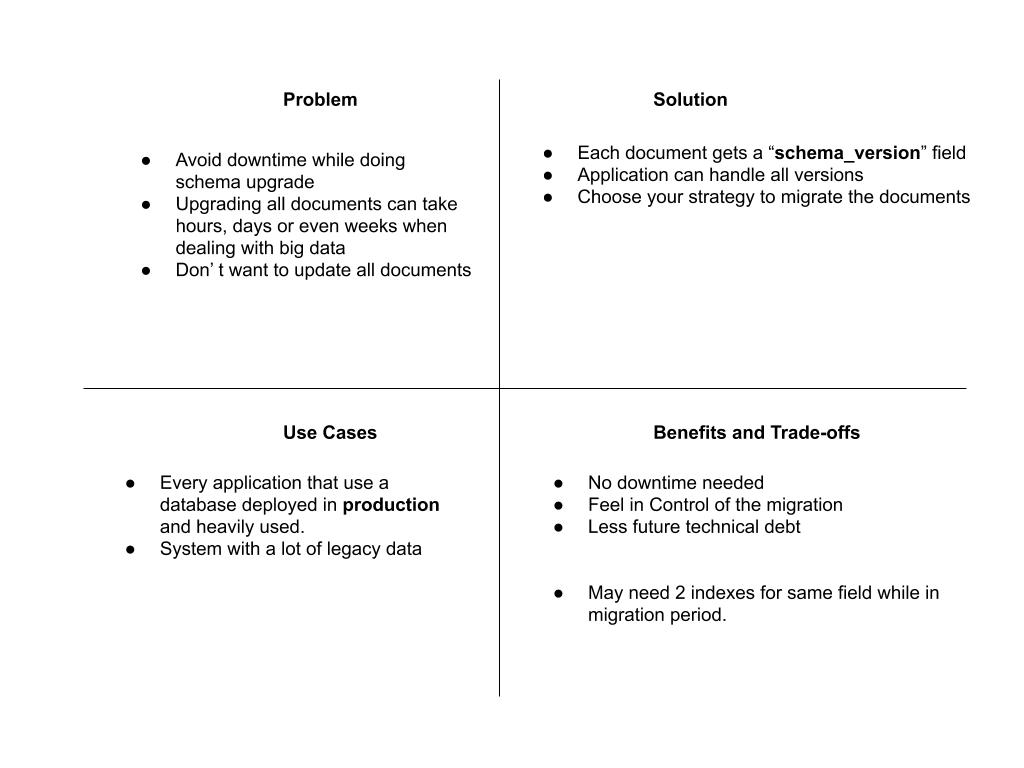 Problem
● Avoid downtime while doing
schema upgrade
● Upgrading all documents can take
hours, days or even weeks when
dealing with big data
● Don’ t want to update all documents
Solution
● Each document gets a “schema_version” field
● Application can handle all versions
● Choose your strategy to migrate the documents
Use Cases
● Every application that use a
database deployed in production
and heavily used.
● System with a lot of legacy data
Benefits and Trade-offs
● No downtime needed
● Feel in Control of the migration
● Less future technical debt
● May need 2 indexes for same field while in
migration period.